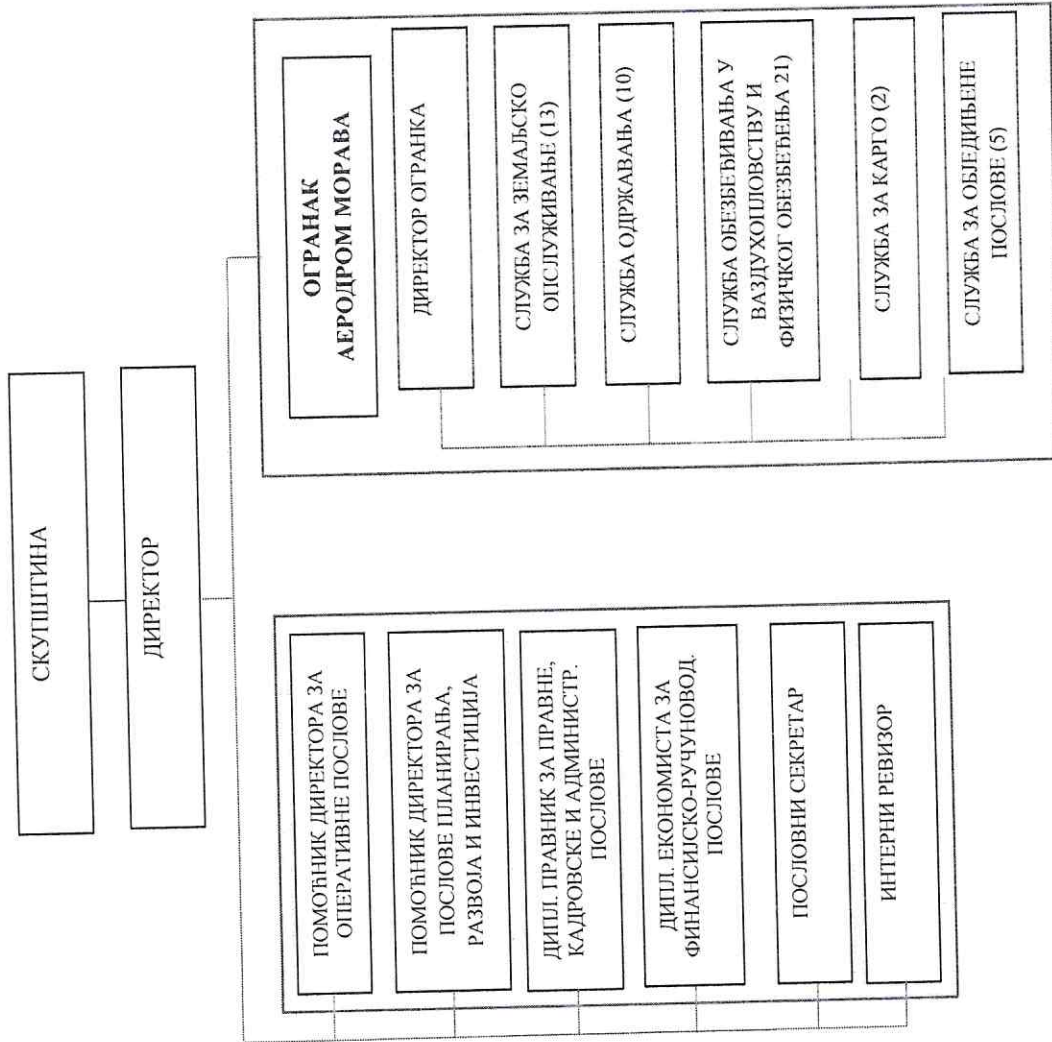 СКУПШТИНА
ДИРЕКТОР
ПОМОЋНИК ДИРЕКТОРА ЗА
ОПЕРАТИВНЕ ПОСЛОВЕ
ПОМОЋНИК ДИРЕКТОРА ЗА
ПОСЛОВЕ ПЛАНИРАЊА,
РАЗВОЈА И ИНВЕСТИЦИЈА
ДИПЛ. ПРАВНИК ЗА ПРАВНЕ,
КАДРОВСКЕ И АДМИНИСТР.
ПОСЛОВЕ
ДИПЛ. ЕКОНОМИСТА ЗА
ФИНАНСИЈСКО-РУЧУНОВОД.
ПОСЛОВЕ
ПОСЛОВНИ СЕКРЕТАР
ИНТЕРНИ РЕВИЗОР
ОГРАНАК
АЕРОДРОМ МОРАВА
ДИРЕКТОР ОГРАНКА
СЛУЖБА ЗА ЗЕМАЉСКО
ОПСЛУЖИВАЊЕ (13)
СЛУЖБА ОДРЖАВАЊА (10)
СЛУЖБА ОБЕЗБЕЂИВАЊА У
ВАЗДУХОПЛОВСТВУ И
ФИЗИЧКОГ ОБЕЗБЕЂЕЊА 21)
СЛУЖБА ЗА КАРГО (2)
СЛУЖБА ЗА ОБЈЕДИЊЕНЕ
ПОСЛОВЕ (5)